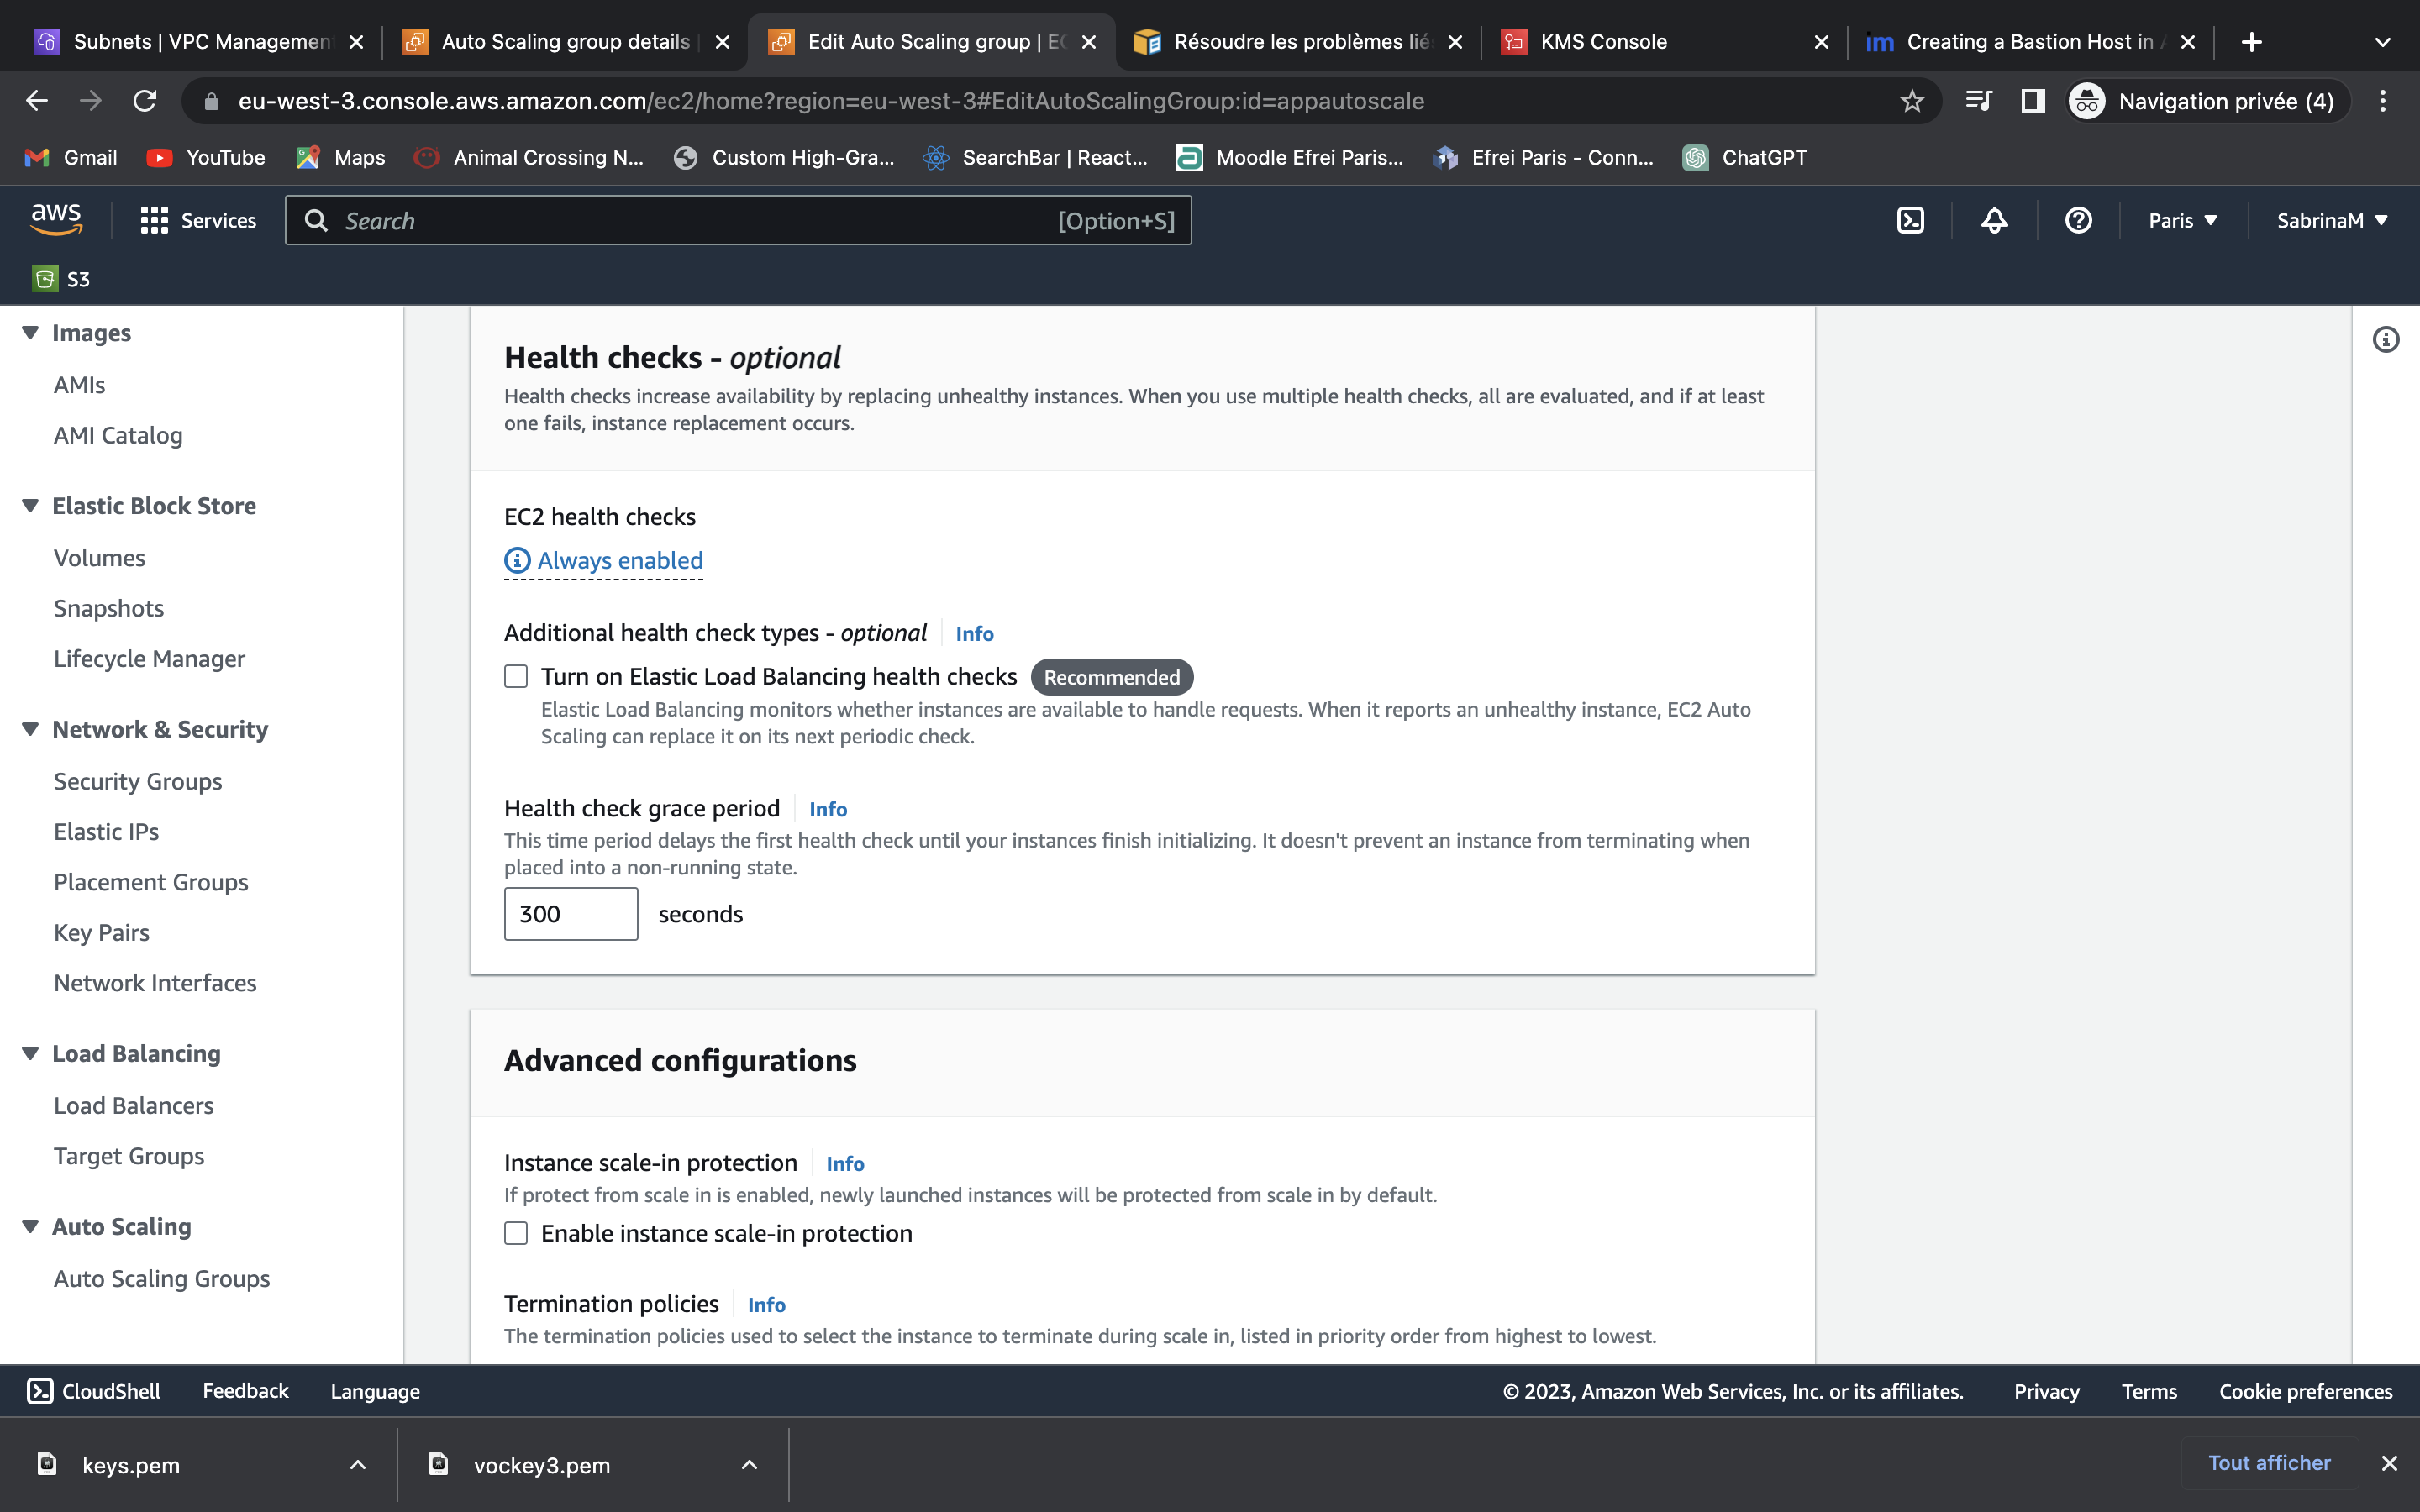 Subnets | VPC Managemen
Auto Scaling group details
Edit Auto Scaling group | EC
Résoudre les problèmes liés
KMS Console
Creating a Bastion Host in A
eu-west-3.console.aws.amazon.com/ec2/home?region=eu-west-3#EditAutoScalingGroup:id=appautoscale
Navigation privée (4)
Gmail
YouTube
Maps
Animal Crossing N...
Custom High-Gra...
SearchBar | React...
Moodle Efrei Paris...
Efrei Paris - Conn...
ChatGPT
aws
Services
Search
[Option+S]
Paris
SabrinaM
S3
Images
AMIs
AMI Catalog
Elastic Block Store
Volumes
Snapshots
Lifecycle Manager
Network & Security
Security Groups
Elastic IPs
Placement Groups
Key Pairs
Network Interfaces
Load Balancing
Load Balancers
Target Groups
Auto Scaling
Auto Scaling Groups
Health checks - optional
Health checks increase availability by replacing unhealthy instances. When you use multiple health checks, all are evaluated, and if at least
one fails, instance replacement occurs.
EC2 health checks
Always enabled
Additional health check types - optional Info
Turn on Elastic Load Balancing health checks Recommended
Elastic Load Balancing monitors whether instances are available to handle requests. When it reports an unhealthy instance, EC2 Auto
Scaling can replace it on its next periodic check.
Health check grace period Info
This time period delays the first health check until your instances finish initializing. It doesn't prevent an instance from terminating when
placed into a non-running state.
300 seconds
Advanced configurations
Instance scale-in protection Info
If protect from scale in is enabled, newly launched instances will be protected from scale in by default.
Enable instance scale-in protection
Termination policies Info
The termination policies used to select the instance to terminate during scale in, listed in priority order from highest to lowest.
CloudShell
Feedback
Language
© 2023, Amazon Web Services, Inc. or its affiliates.
Privacy
Terms
Cookie preferences
keys.pem
vockey3.pem
Tout afficher